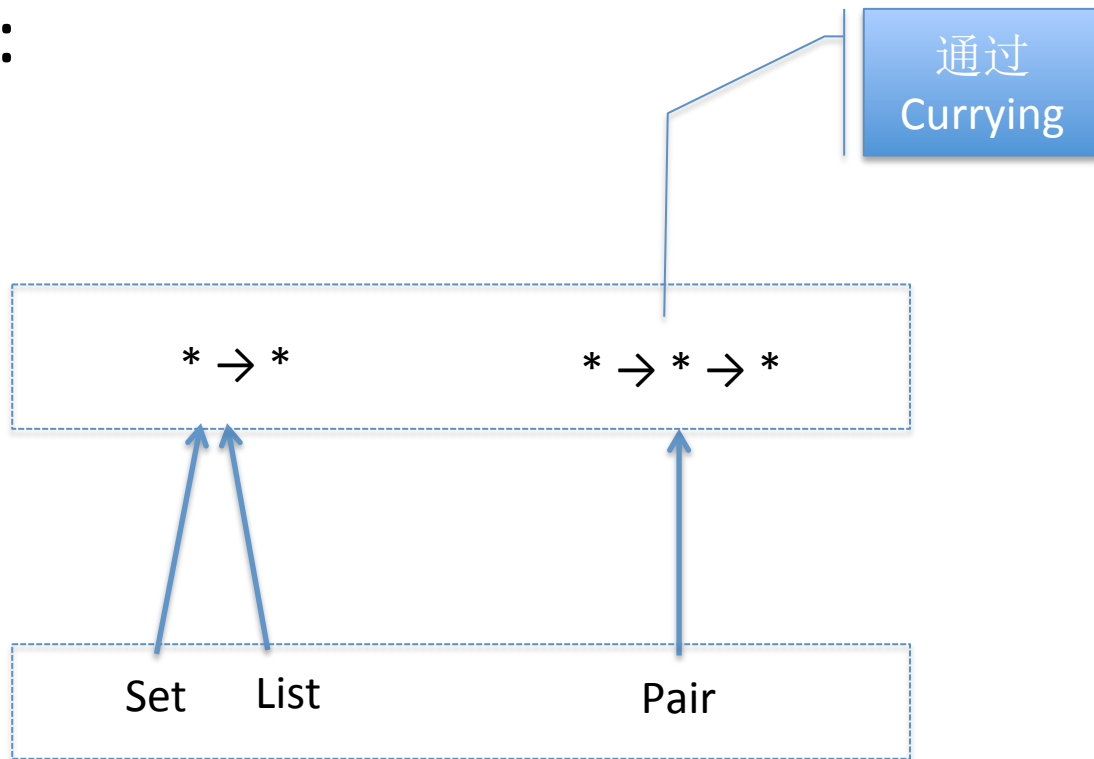 :
通过
Currying
* → * * → * → *
Set List Pair